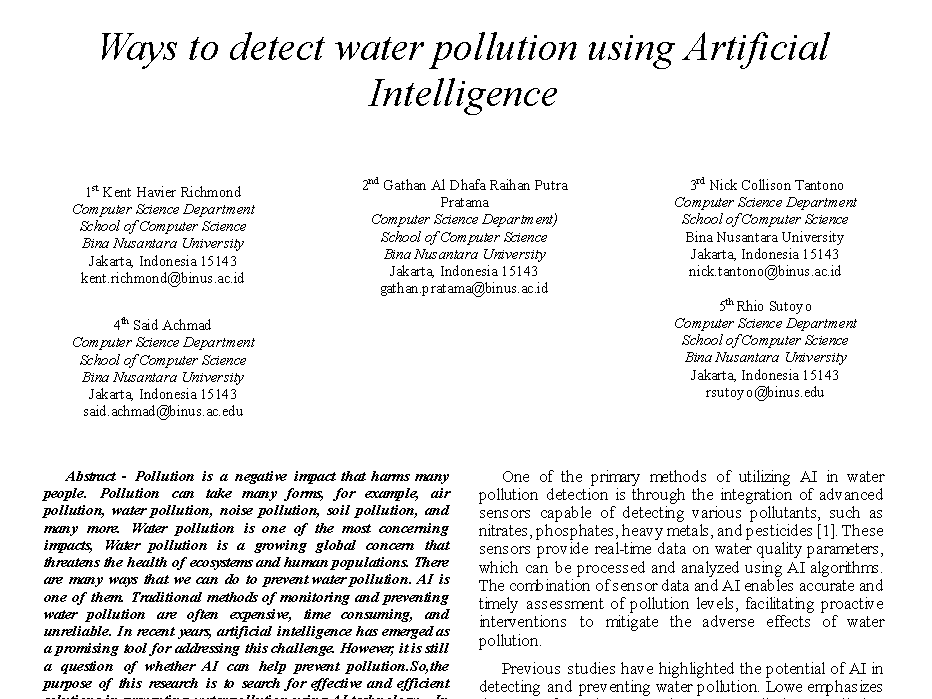 Ways to detect water pollution using Artificial
Intelligence
1st Kent Havier Richmond
Computer Science Department
School of Computer Science
Bina Nusantara University
Jakarta, Indonesia 15143
kent.richmond@binus.ac.id
2nd Gathan Al Dhafa Raihan Putra
Pratama
Computer Science Department)
School of Computer Science
Bina Nusantara University
Jakarta, Indonesia 15143
gathan.pratama@binus.ac.id
3rd Nick Collison Tantono
Computer Science Department
School of Computer Science
Bina Nusantara University
Jakarta, Indonesia 15143
nick.tantono@binus.ac.id
4th Said Achmad
Computer Science Department
School of Computer Science
Bina Nusantara University
Jakarta, Indonesia 15143
said.achmad@binus.ac.edu
5th Rhio Sutoyo
Computer Science Department
School of Computer Science
Bina Nusantara University
Jakarta, Indonesia 15143
rsutoyo@binus.edu
Abstract - Pollution is a negative impact that harms many
people. Pollution can take many forms, for example, air
pollution, water pollution, noise pollution, soil pollution, and
many more. Water pollution is one of the most concerning
impacts, Water pollution is a growing global concern that
threatens the health of ecosystems and human populations. There
are many ways that we can do to prevent water pollution. AI is
one of them. Traditional methods of monitoring and preventing
water pollution are often expensive, time consuming, and
unreliable. In recent years, artificial intelligence has emerged as
a promising tool for addressing this challenge. However, it is still
a question of whether AI can help prevent pollution.So,the
purpose of this research is to search for effective and efficient
solutions in preventing water pollution using AI technology. In
One of the primary methods of utilizing AI in water
pollution detection is through the integration of advanced
sensors capable of detecting various pollutants, such as
nitrates, phosphates, heavy metals, and pesticides [1]. These
sensors provide real-time data on water quality parameters,
which can be processed and analyzed using AI algorithms.
The combination of sensor data and AI enables accurate and
timely assessment of pollution levels, facilitating proactive
interventions to mitigate the adverse effects of water
pollution.
Previous studies have highlighted the potential of AI in
detecting and preventing water pollution. Lowe emphasizes